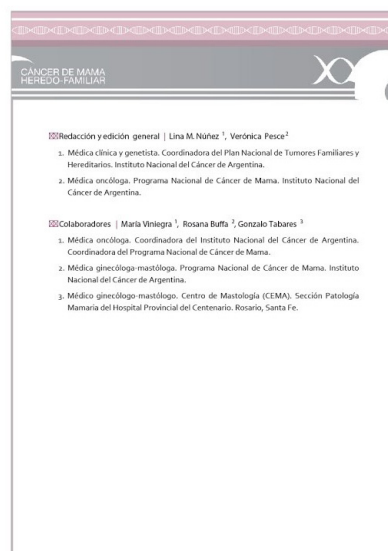 CÁNCER DE MAMA
HEREDO-FAMILIAR
Redacción y edición general | Lina M. Núñez 1, Verónica Pesce 2
1. Médica clínica y genetista. Coordinadora del Plan Nacional de Tumores Familiares y
Hereditarios. Instituto Nacional del Cáncer de Argentina.
2. Médica oncóloga. Programa Nacional de Cáncer de Mama. Instituto Nacional del
Cáncer de Argentina.
Colaboradores | María Viniegra 1, Rosana Buffa 2, Gonzalo Tabares 3
1. Médica oncóloga. Coordinadora del Instituto Nacional del Cáncer de Argentina.
Coordinadora del Programa Nacional de Cáncer de Mama.
2. Médica ginecóloga-mastóloga. Programa Nacional de Cáncer de Mama. Instituto
Nacional del Cáncer de Argentina.
3. Médico ginecólogo-mastólogo. Centro de Mastología (CEMA). Sección Patología
Mamaria del Hospital Provincial del Centenario. Rosario, Santa Fe.